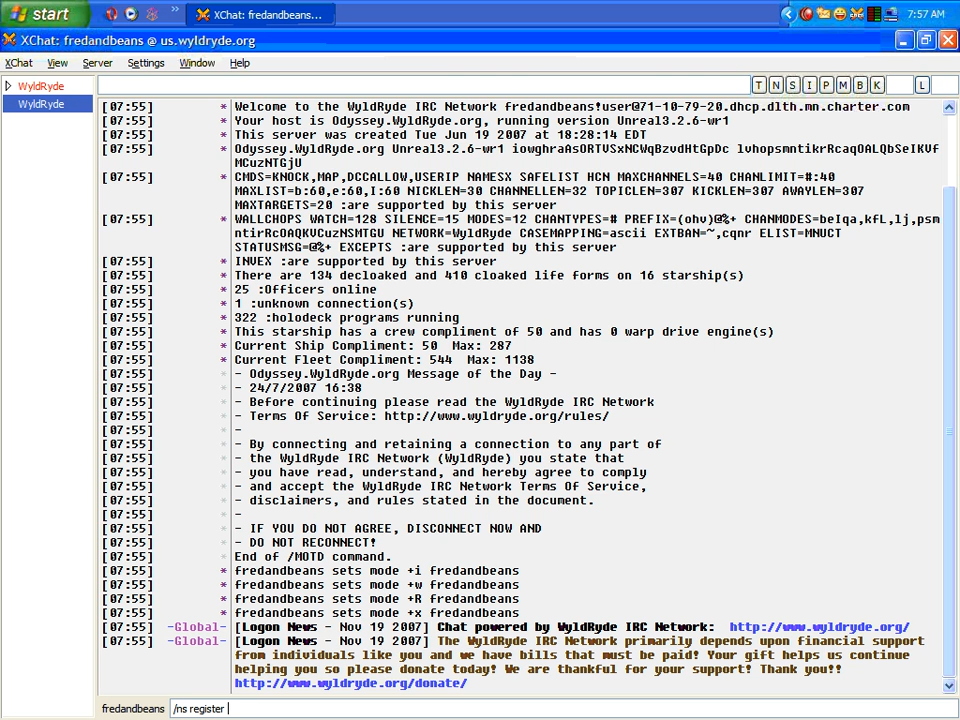 start
XChat: fredandbeans...
7:57 AM
XChat: fredandbeans @ us.wyldryde.org
XChat View Server Settings Window Help
WyldRyde
WyldRyde
T N S I P M B K L
[07:55] * Welcome to the WyldRyde IRC Network fredandbeans!user@71-10-79-20.dhcp.dlth.mn.charter.com
[07:55] * Your host is Odyssey.WyldRyde.org, running version Unreal3.2.6-wr1
[07:55] * This server was created Tue Jun 19 2007 at 18:28:14 EDT
[07:55] * Odyssey.WyldRyde.org Unreal3.2.6-wr1 iowghraAsORTVSxNCWqBzvdHtGpDc lvhopsmntikrRcaqOALQbSeIKVf
MCuzNTGjU
[07:55] * CMDS=KNOCK,MAP,DCCALLOW,USERIP NAMESX SAFELIST HCN MAXCHANNELS=40 CHANLIMIT=#:40
MAXLIST=b:60,e:60,I:60 NICKLEN=30 CHANNELLEN=32 TOPICLEN=307 KICKLEN=307 AWAYLEN=307
MAXTARGETS=20 :are supported by this server
[07:55] * WALLCHOPS WATCH=128 SILENCE=15 MODES=12 CHANTYPES=# PREFIX=(ohv)@%+ CHANMODES=beIqa,kfL,lj,psm
ntirRcOAQKVCuzNSMTGU NETWORK=WyldRyde CASEMAPPING=ascii EXTBAN=~,cqnr ELIST=MNUCT
STATUSMSG=@%+ EXCEPTS :are supported by this server
[07:55] * INVEX :are supported by this server
[07:55] * There are 134 decloaked and 410 cloaked life forms on 16 starship(s)
[07:55] * 25 :Officers online
[07:55] * 1 :unknown connection(s)
[07:55] * 322 :holodeck programs running
[07:55] * This starship has a crew compliment of 50 and has 0 warp drive engine(s)
[07:55] * Current Ship Compliment: 50 Max: 287
[07:55] * Current Fleet Compliment: 544 Max: 1138
[07:55] * - Odyssey.WyldRyde.org Message of the Day -
[07:55] * - 24/7/2007 16:38
[07:55] * - Before continuing please read the WyldRyde IRC Network
[07:55] * - Terms Of Service: http://www.wyldryde.org/rules/
[07:55] * -
[07:55] * - By connecting and retaining a connection to any part of
[07:55] * - the WyldRyde IRC Network (WyldRyde) you state that
[07:55] * - you have read, understand, and hereby agree to comply
[07:55] * - and accept the WyldRyde IRC Network Terms Of Service,
[07:55] * - disclaimers, and rules stated in the document.
[07:55] * -
[07:55] * - IF YOU DO NOT AGREE, DISCONNECT NOW AND
[07:55] * - DO NOT RECONNECT!
[07:55] * End of /MOTD command.
[07:55] * fredandbeans sets mode +i fredandbeans
[07:55] * fredandbeans sets mode +w fredandbeans
[07:55] * fredandbeans sets mode +R fredandbeans
[07:55] * fredandbeans sets mode +x fredandbeans
[07:55] -Global- [Logon News - Nov 19 2007] Chat powered by WyldRyde IRC Network: http://www.wyldryde.org/
[07:55] -Global- [Logon News - Nov 19 2007] The WyldRyde IRC Network primarily depends upon financial support
from individuals like you and we have bills that must be paid! Your gift helps us continue
helping you so please donate today! We are thankful for your support! Thank you!!
http://www.wyldryde.org/donate/
fredandbeans /ns register